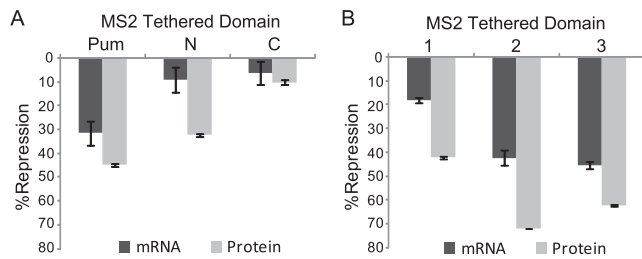 A
MS2 Tethered Domain
Pum N C
0
10
20
30
40
50
60
70
80
%Repression
mRNA Protein
B
MS2 Tethered Domain
1 2 3
0
10
20
30
40
50
60
70
80
%Repression
mRNA Protein